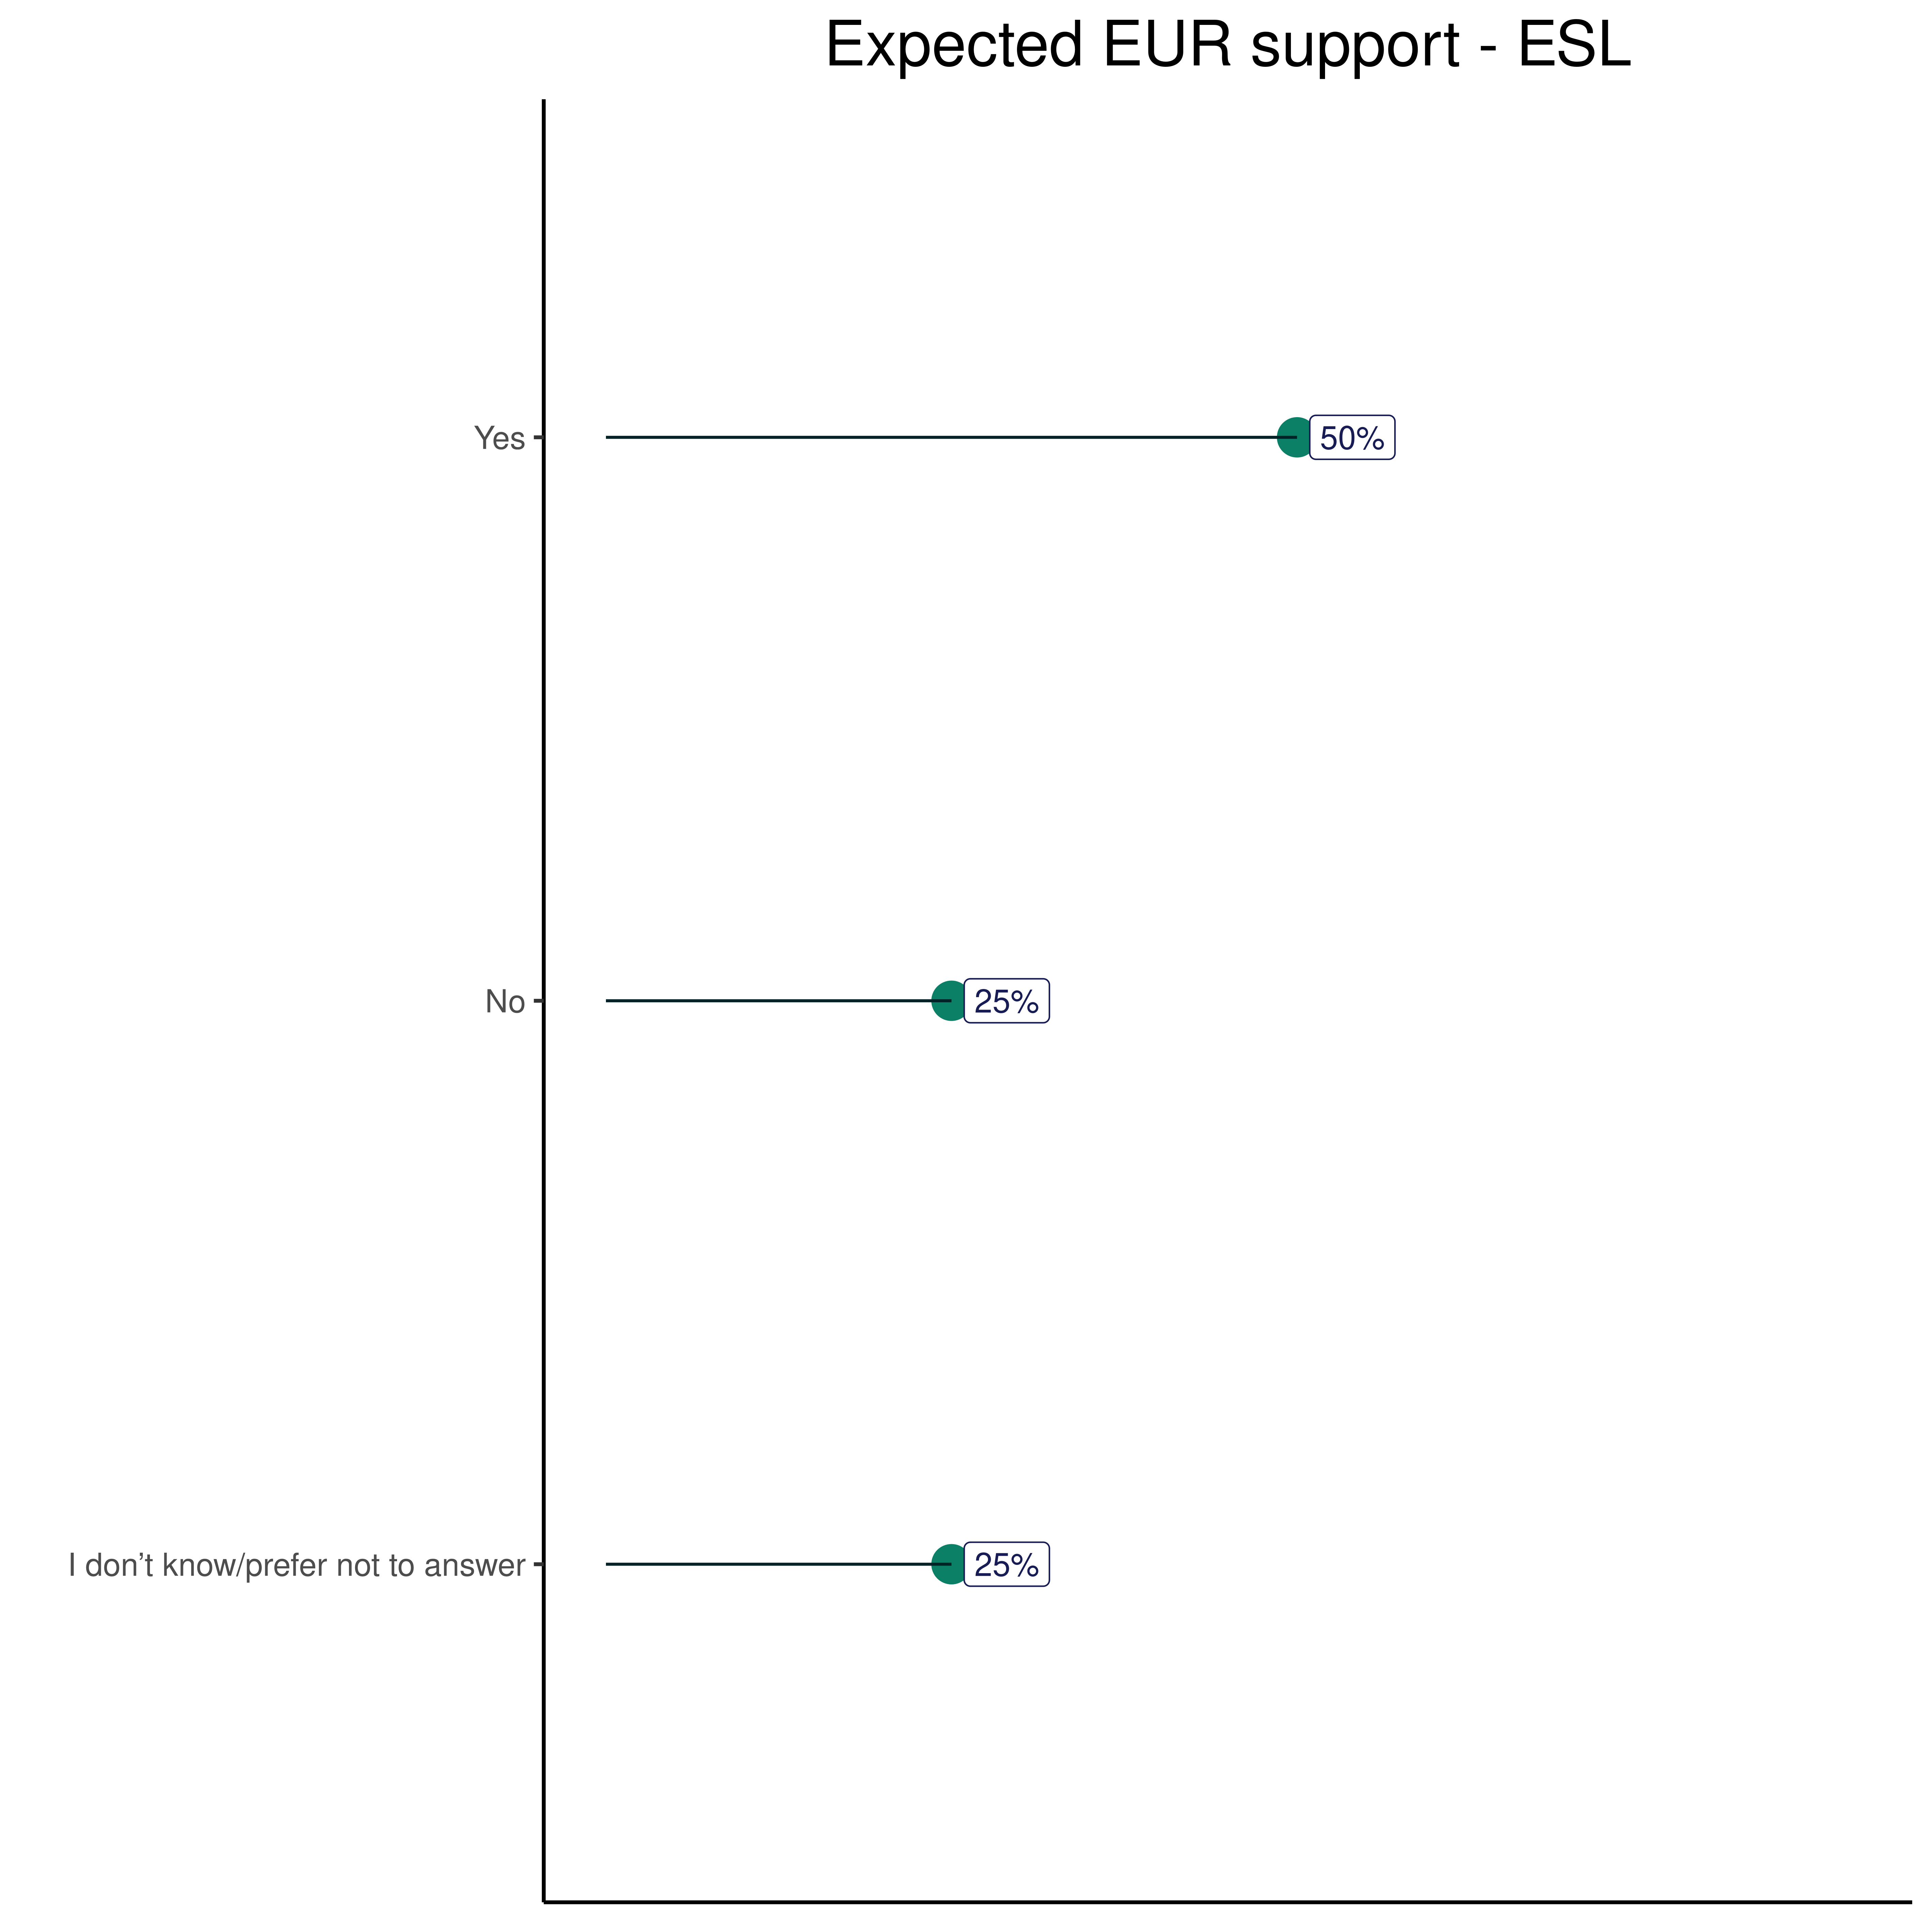 Expected EUR support - ESL
Yes
50%
No
25%
I don’t know/prefer not to answer
25%